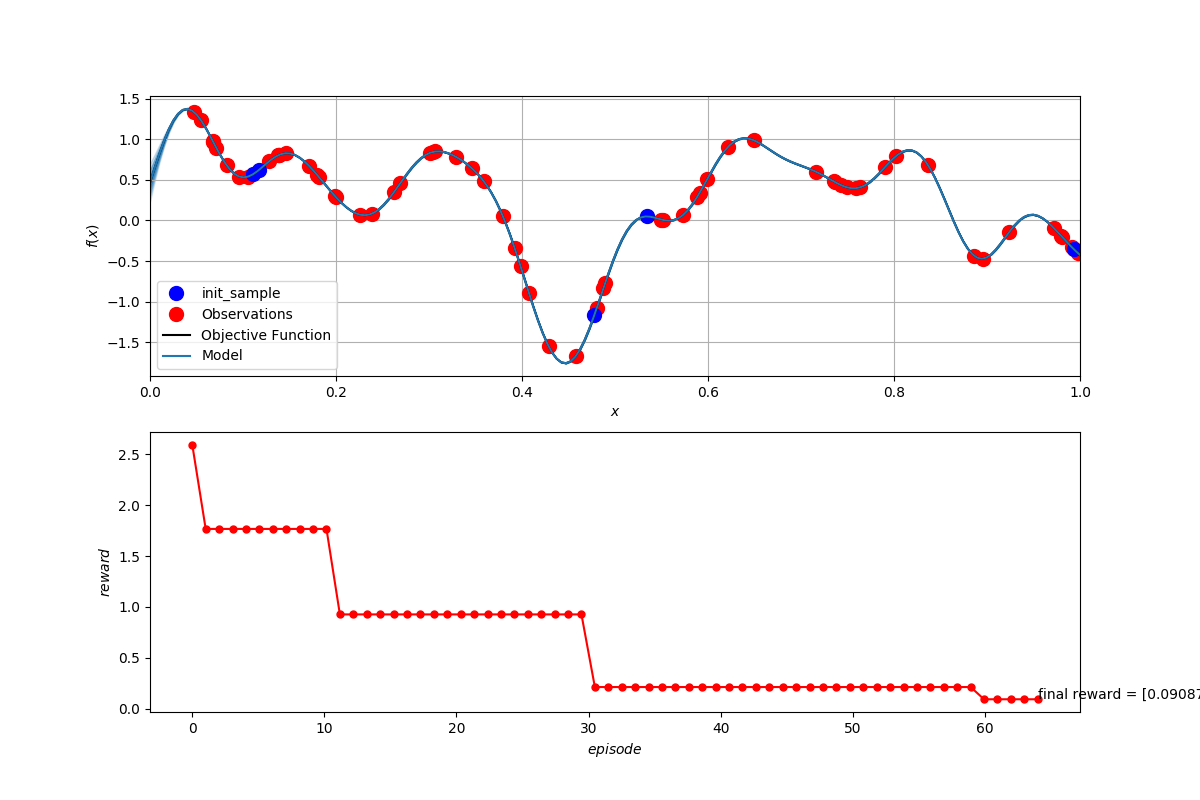 1.5
1.0
0.5
0.0
−0.5
−1.0
−1.5
f(x)
init_sample
Observations
Objective Function
Model
0.0 0.2 0.4 0.6 0.8 1.0
x
2.5
2.0
1.5
1.0
0.5
0.0
reward
final reward = [0.09087
0 10 20 30 40 50 60
episode